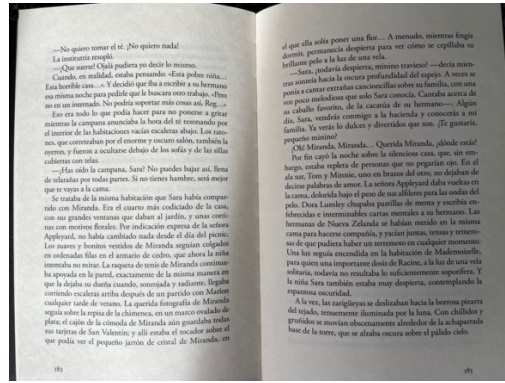 —No quiero tomar el té. ¡No quiero nada!
La institutriz resopló.
—¡Que suerte! Ojalá pudiera yo decir lo mismo.
Cuando, en realidad, estaba pensando: «Esta pobre niña…
Esta horrible casa…». Y decidió que iba a escribir a su hermano
esa misma noche para pedirle que le buscara otro trabajo. «Pero
no en un internado. No podría soportar más cosas así, Reg…»
Eso era todo lo que podía hacer para no ponerse a gritar
mientras la campana anunciaba la hora del té resonando por
el interior de las habitaciones vacías escaleras abajo. Los rato-
nes, que correteaban por el enorme y oscuro salón, también la
oyeron, y fueron a ocultarse debajo de los sofás y de las sillas
cubiertas con telas.
—¿Has oído la campana, Sara? No puedes bajar así, llena
de telarañas por todas partes. Si no tienes hambre, será mejor
que te vayas a la cama.
Se trataba de la misma habitación que Sara había compar-
tido con Miranda. Era el cuarto más codiciado de la casa,
con sus grandes ventanas que daban al jardín, y unas corti-
nas con motivos florales. Por indicación expresa de la señora
Appleyard, no había cambiado nada desde el día del picnic.
Los suaves y bonitos vestidos de Miranda seguían colgados
en ordenadas filas en el armario de cedro, que ahora la niña
intentaba no mirar. La raqueta de tenis de Miranda continua-
ba apoyada en la pared, exactamente de la misma manera en
que la dejaba su dueña cuando, sonrojada y radiante, llegaba
corriendo escaleras arriba después de un partido con Marion
cualquier tarde de verano. La querida fotografía de Miranda
seguía sobre la repisa de la chimenea, en un marco ovalado de
plata; el cajón de la cómoda de Miranda aún guardaba todas
sus tarjetas de San Valentín; y allí estaba el tocador sobre el
que podía ver el pequeño jarrón de cristal de Miranda, en
182
el que ella solía poner una flor… A menudo, mientras fingía
dormir, permanecía despierta para ver cómo se cepillaba su
brillante pelo a la luz de una vela.
—Sara, ¿todavía despierta, minino travieso? —decía mien-
tras sonreía hacia la oscura profundidad del espejo. A veces se
ponía a cantar extrañas cancioncillas sobre su familia, con una
voz poco melodiosa que solo Sara conocía. Cantaba acerca de
su caballo favorito, de la cacatúa de su hermano—. Algún
día, Sara, vendrás conmigo a la hacienda y conocerás a mi
familia. Ya verás lo dulces y divertidos que son. ¿Te gustaría,
pequeño minino?
¡Oh! Miranda, Miranda… Querida Miranda, ¿dónde estás?
Por fin cayó la noche sobre la silenciosa casa, que, sin em-
bargo, estaba repleta de personas que no pegarían ojo. En el
ala sur, Tom y Minnie, uno en brazos del otro, no dejaban de
decirse palabras de amor. La señora Appleyard daba vueltas en
la cama, dolorida bajo el peso de sus alfileres para las ondas del
pelo. Dora Lumley chupaba pastillas de menta y escribía en-
febrecidas e interminables cartas mentales a su hermano. Las
hermanas de Nueva Zelanda se habían metido en la misma
cama para hacerse compañía, y yacían juntas, tensas y temero-
sas de que pudiera haber un terremoto en cualquier momento.
Una luz seguía encendida en la habitación de Mademoiselle,
para quien una importante dosis de Racine, a la luz de una vela
solitaria, todavía no resultaba lo suficientemente soporífera. Y
la niña Sara también estaba muy despierta, contemplando la
espantosa oscuridad.
A la vez, las zarigüeyas se deslizaban hacia la borrosa pizarra
del tejado, tenuemente iluminada por la luna. Con chillidos y
gruñidos se movían obscenamente alrededor de la achaparrada
base de la torre, que se alzaba oscura sobre el pálido cielo.
183